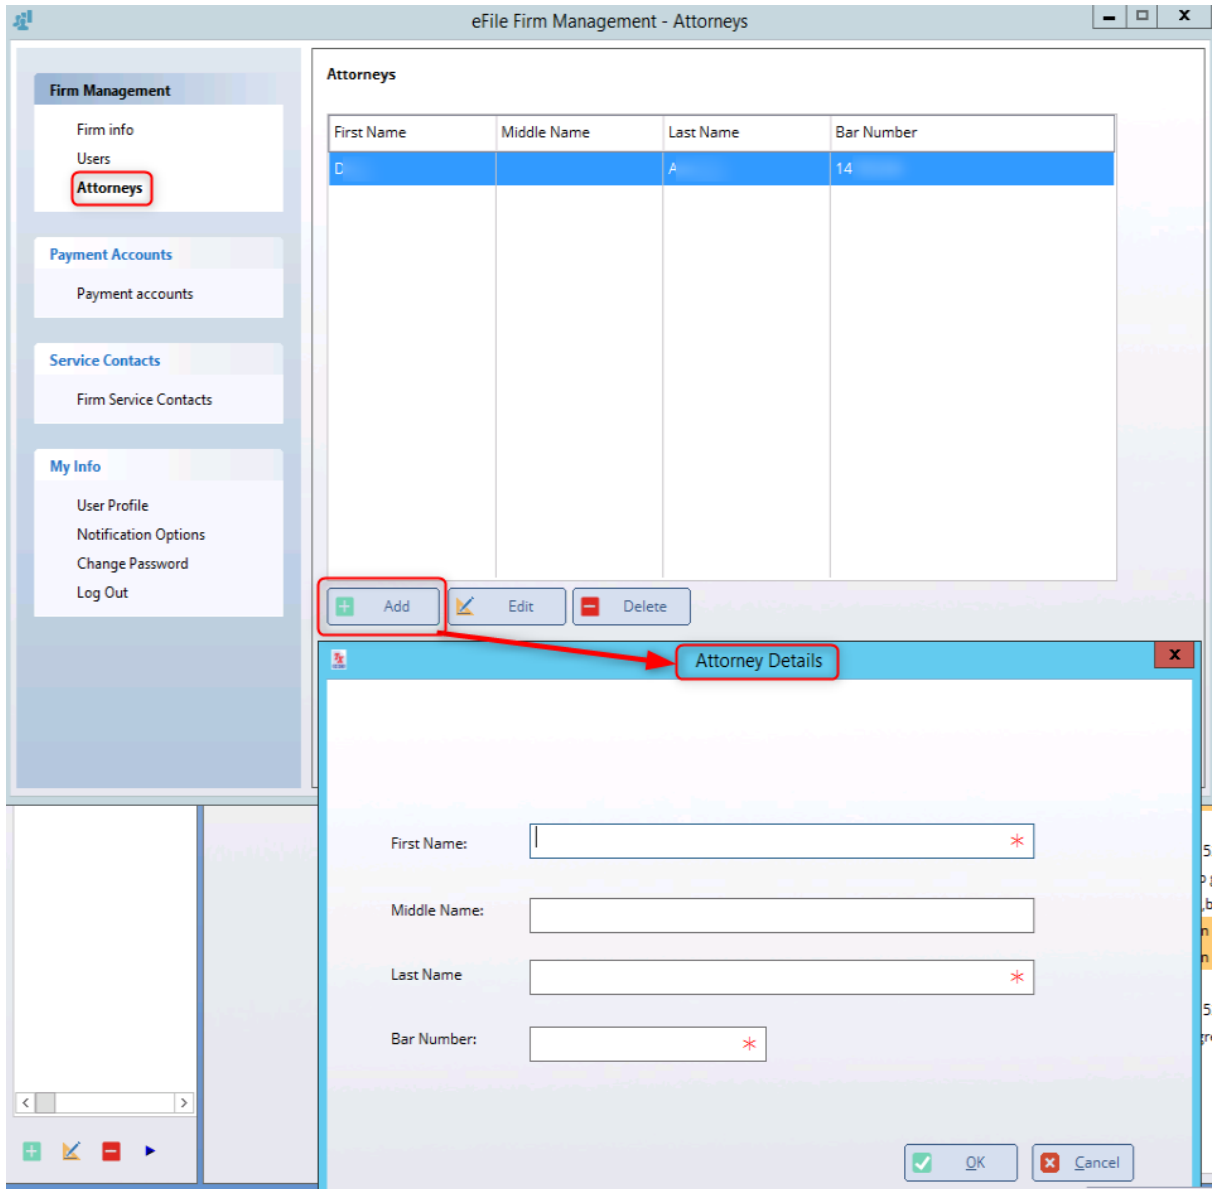 eFile Firm Management - Attorneys
Firm Management
Firm info
Users
Attorneys
Payment Accounts
Payment accounts
Service Contacts
Firm Service Contacts
My Info
User Profile
Notification Options
Change Password
Log Out
Attorneys
First Name Middle Name Last Name Bar Number
D A 14
Add Edit Delete
Attorney Details
First Name: *
Middle Name:
Last Name *
Bar Number: *
OK Cancel